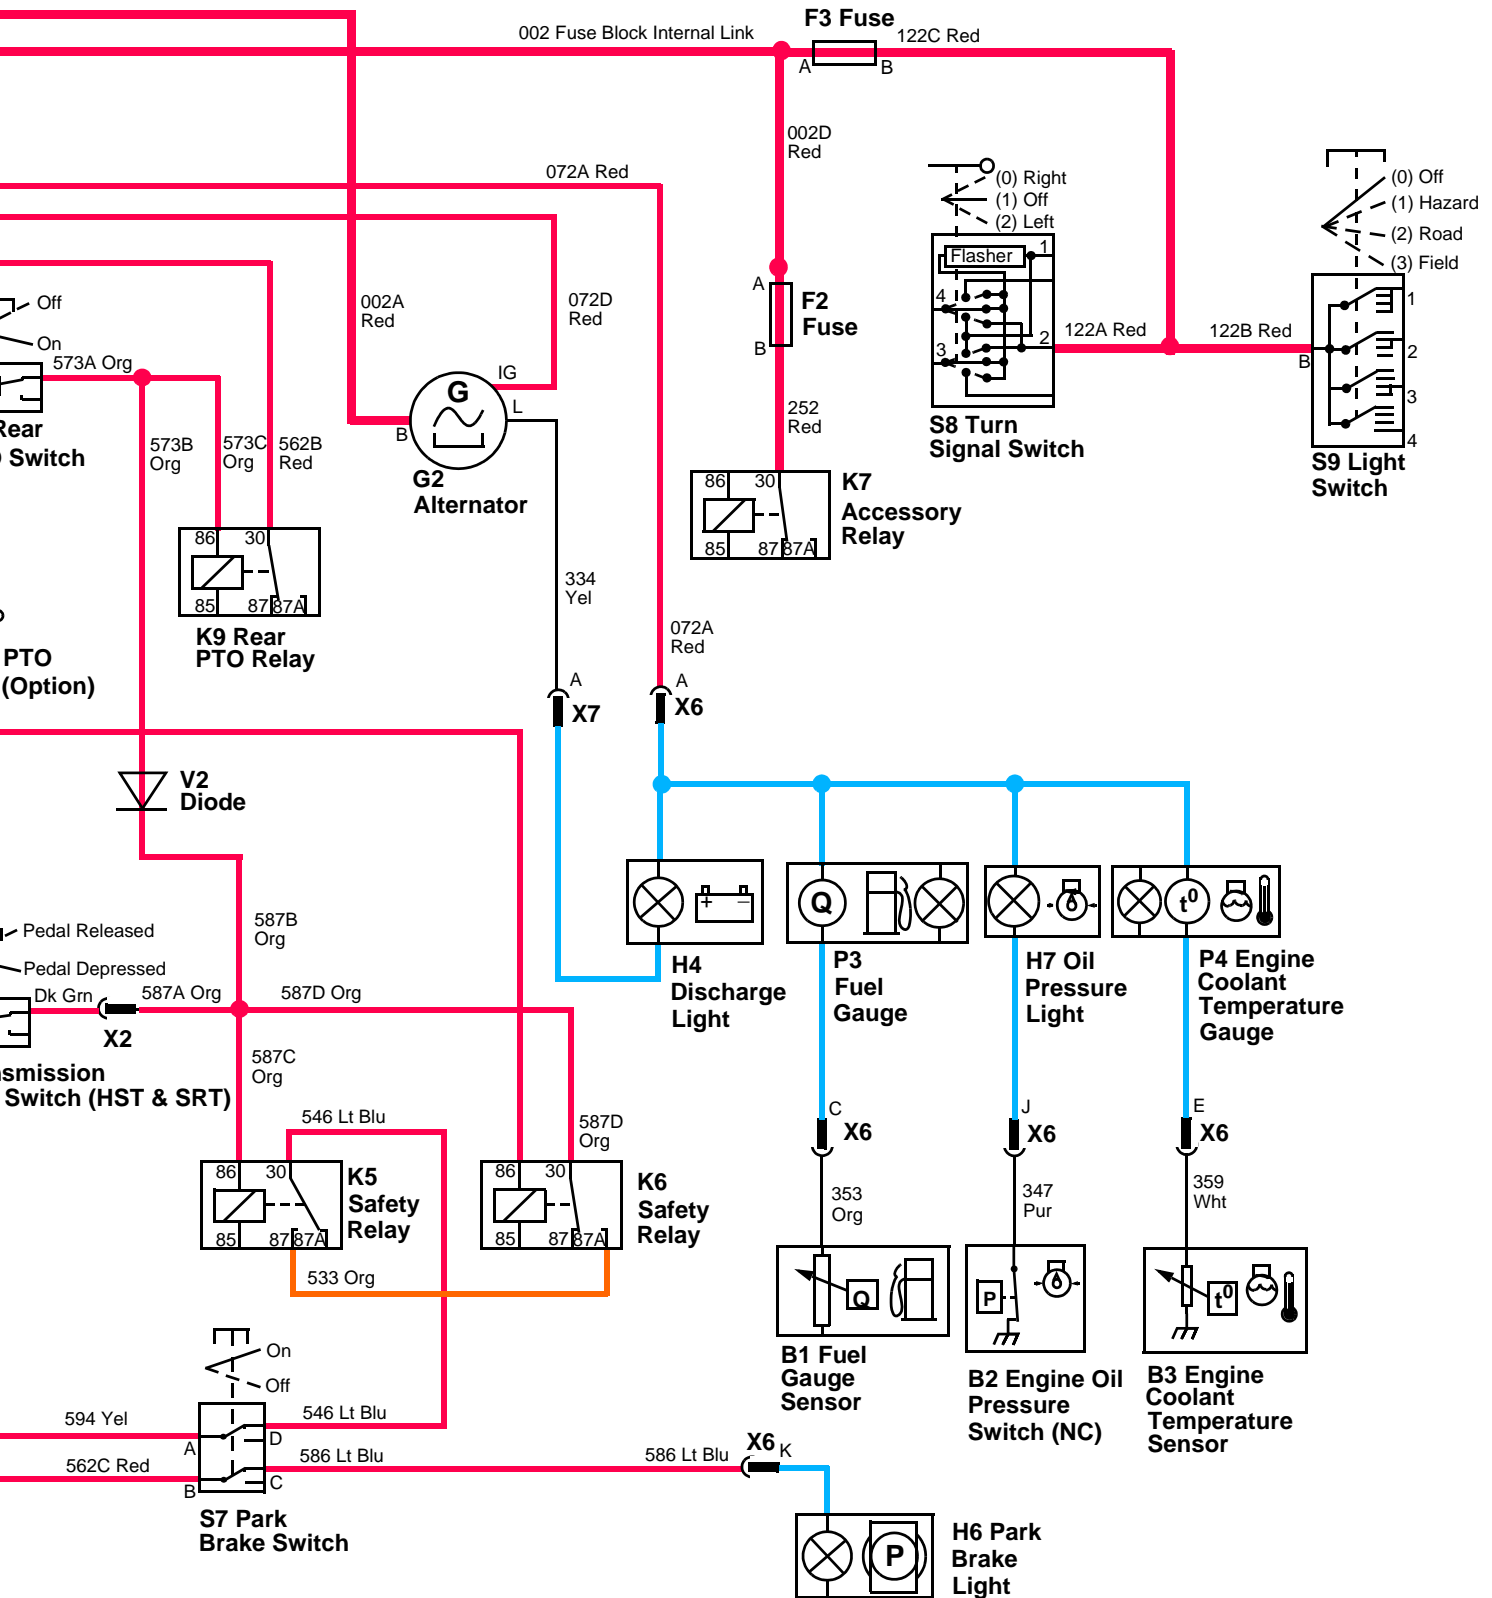 F3 Fuse
002 Fuse Block Internal Link
122C Red
A
B
002D
Red
072A Red
(0) Right
(1) Off
(2) Left
(0) Off
(1) Hazard
(2) Road
(3) Field
Flasher
1
4
2
3
122A Red
122B Red
B
1
2
3
4
S8 Turn
Signal Switch
S9 Light
Switch
Off
On
573A Org
Rear
Switch
573B
Org
573C
Org
562B
Red
002A
Red
072D
Red
A
F2
Fuse
B
252
Red
IG
G
L
B
G2
Alternator
86
30
85
87
87A
K7
Accessory
Relay
86
30
85
87
87A
K9 Rear
PTO Relay
PTO
(Option)
334
Yel
072A
Red
A
X7
A
X6
V2
Diode
587B
Org
Pedal Released
Pedal Depressed
Dk Grn
587A Org
587D Org
X2
nsmission
Switch (HST & SRT)
587C
Org
+
−
H4
Discharge
Light
Q
P3
Fuel
Gauge
H7 Oil
Pressure
Light
t0
P4 Engine
Coolant
Temperature
Gauge
546 Lt Blu
587D
Org
C
X6
J
X6
E
X6
86
30
85
87
87A
K5
Safety
Relay
86
30
85
87
87A
K6
Safety
Relay
533 Org
353
Org
347
Pur
359
Wht
Q
B1 Fuel
Gauge
Sensor
P
B2 Engine Oil
Pressure
Switch (NC)
t0
B3 Engine
Coolant
Temperature
Sensor
On
Off
594 Yel
A
546 Lt Blu
D
562C Red
B
586 Lt Blu
C
S7 Park
Brake Switch
586 Lt Blu
X6
K
P
H6 Park
Brake
Light